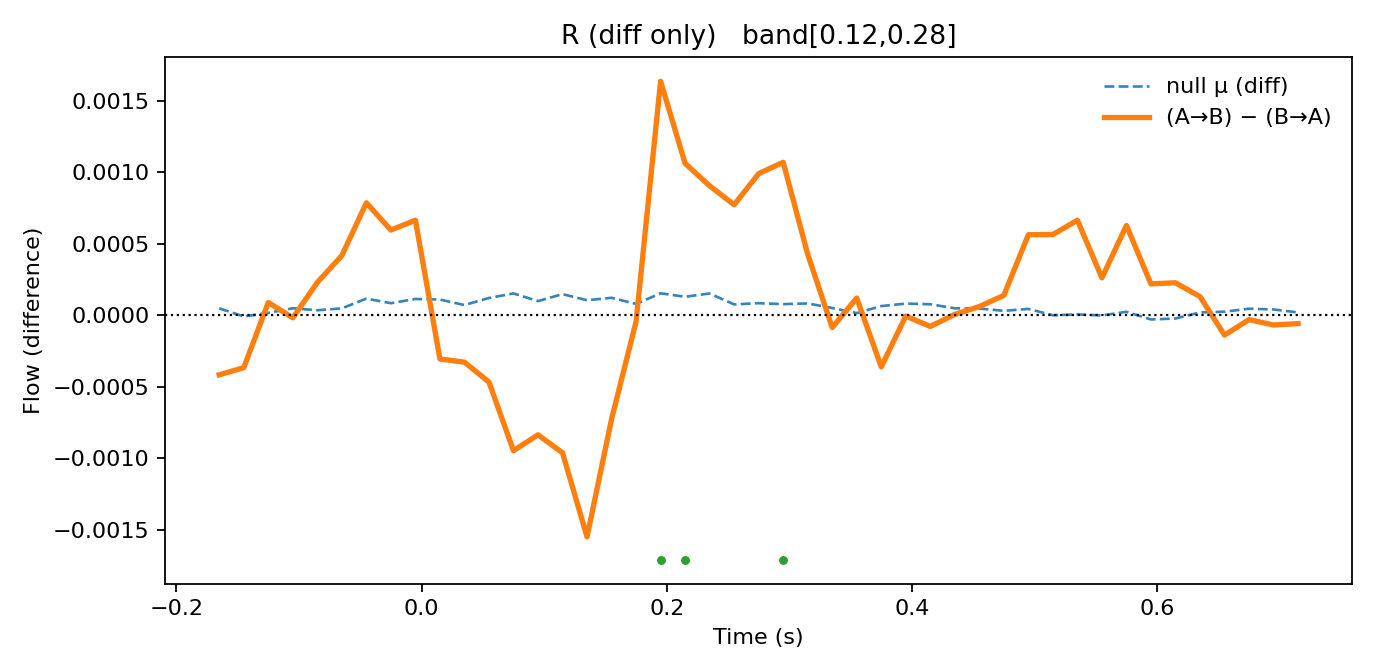 R (diff only)   band[0.12,0.28]
null µ (diff)
(A→B) − (B→A)
Flow (difference)
0.0015
0.0010
0.0005
0.0000
−0.0005
−0.0010
−0.0015
−0.2
0.0
0.2
0.4
0.6
Time (s)